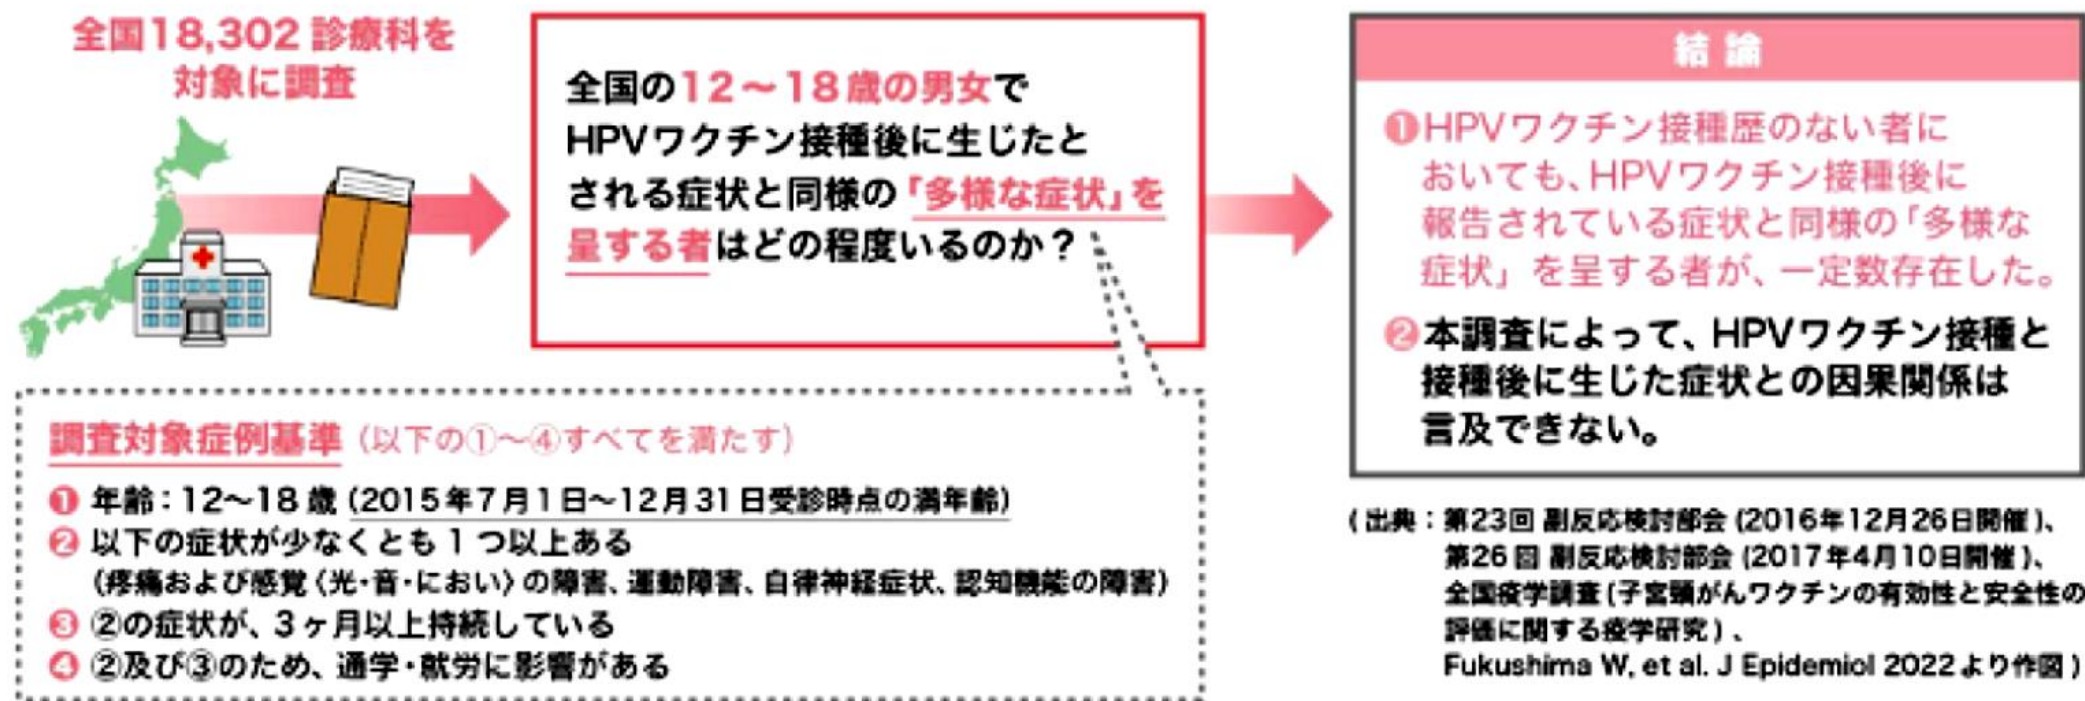 全国18,302 診療科を
対象に調査
全国の12～18歳の男女で
HPVワクチン接種後に生じたと
される症状と同様の「多様な症状」を
呈する者はどの程度いるのか？
調査対象症例基準（以下の①～④すべてを満たす）
❶ 年齢：12～18 歳（2015年7月1日～12月31日受診時点の満年齢）
❷ 以下の症状が少なくとも 1 つ以上ある
（疼痛および感覚〈光・音・におい〉の障害、運動障害、自律神経症状、認知機能の障害）
❸ ②の症状が、3ヶ月以上持続している
❹ ②及び③のため、通学・就労に影響がある
結 論
❶HPVワクチン接種歴のない者に
おいても、HPVワクチン接種後に
報告されている症状と同様の「多様な
症状」を呈する者が、一定数存在した。
❷本調査によって、HPVワクチン接種と
接種後に生じた症状との因果関係は
言及できない。
(出典：第23回 副反応検討部会 (2016年12月26日開催)、
第26回 副反応検討部会 (2017年4月10日開催)、
全国疫学調査 (子宮頸がんワクチンの有効性と安全性の
評価に関する疫学研究)、
Fukushima W, et al. J Epidemiol 2022より作図)